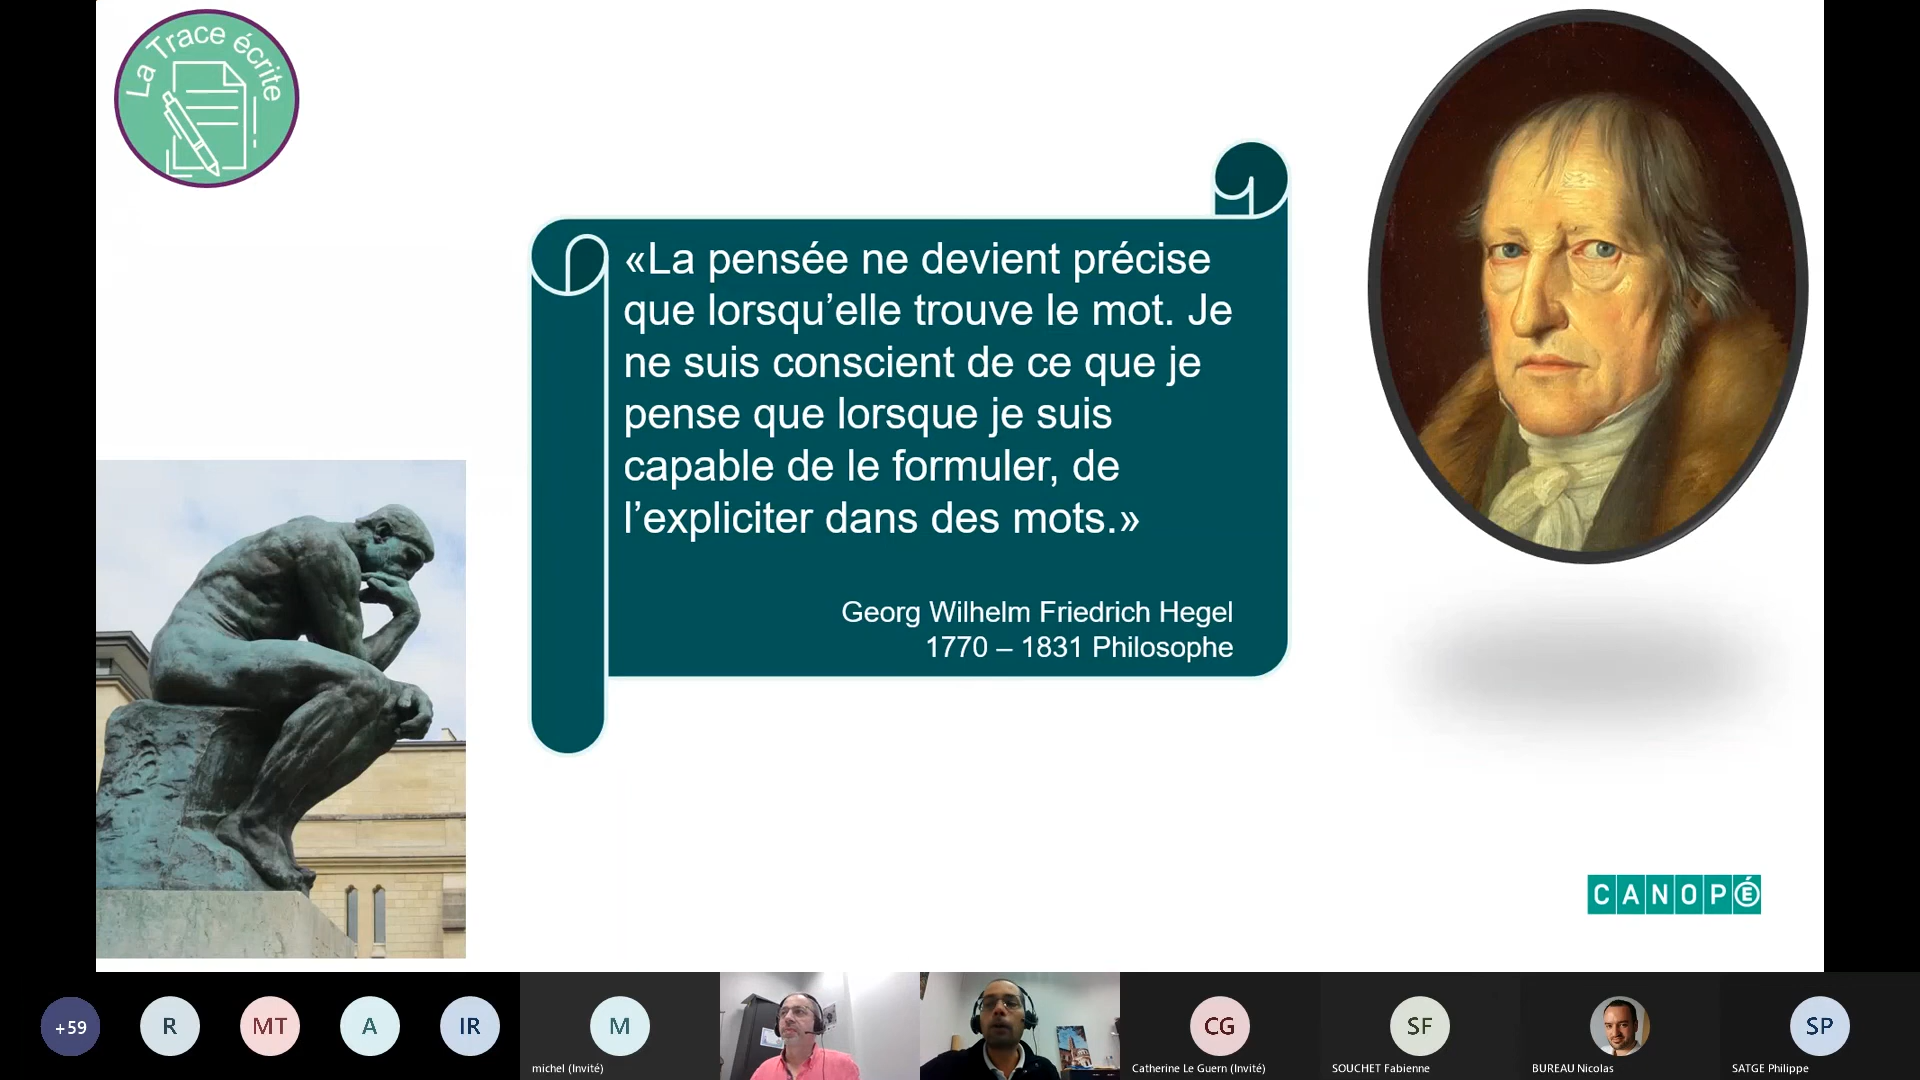 La Trace écrite
«La pensée ne devient précise
que lorsqu’elle trouve le mot. Je
ne suis conscient de ce que je
pense que lorsque je suis
capable de le formuler, de
l’expliciter dans des mots.»
Georg Wilhelm Friedrich Hegel
1770 – 1831 Philosophe
CANOPÉ
+59
R
MT
A
IR
M
michel (Invité)
CG
Catherine Le Guern (Invité)
SF
SOUCHET Fabienne
BUREAU Nicolas
SP
SATGE Philippe